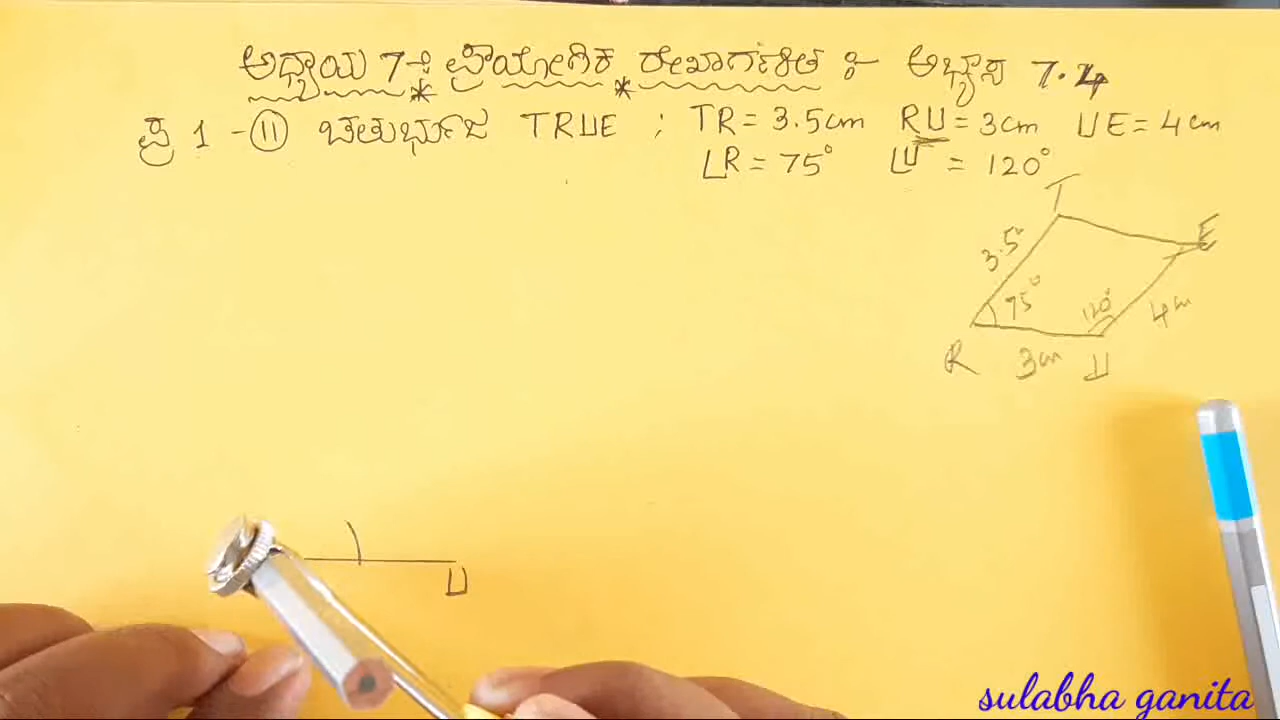 ಅಧ್ಯಾಯ 7 :- ಪ್ರಾಯೋಗಿಕ ರೇಖಾಗಣಿತ :- ಅಭ್ಯಾಸ 7.4
ಪ್ರ 1 - (II) ಚತುರ್ಭುಜ TRUE ; TR = 3.5cm RU = 3cm UE = 4cm
∠R = 75° ∠U = 120°
T
E
3.5
75°
120°
4cm
R 3cm U
U
sulabha ganita